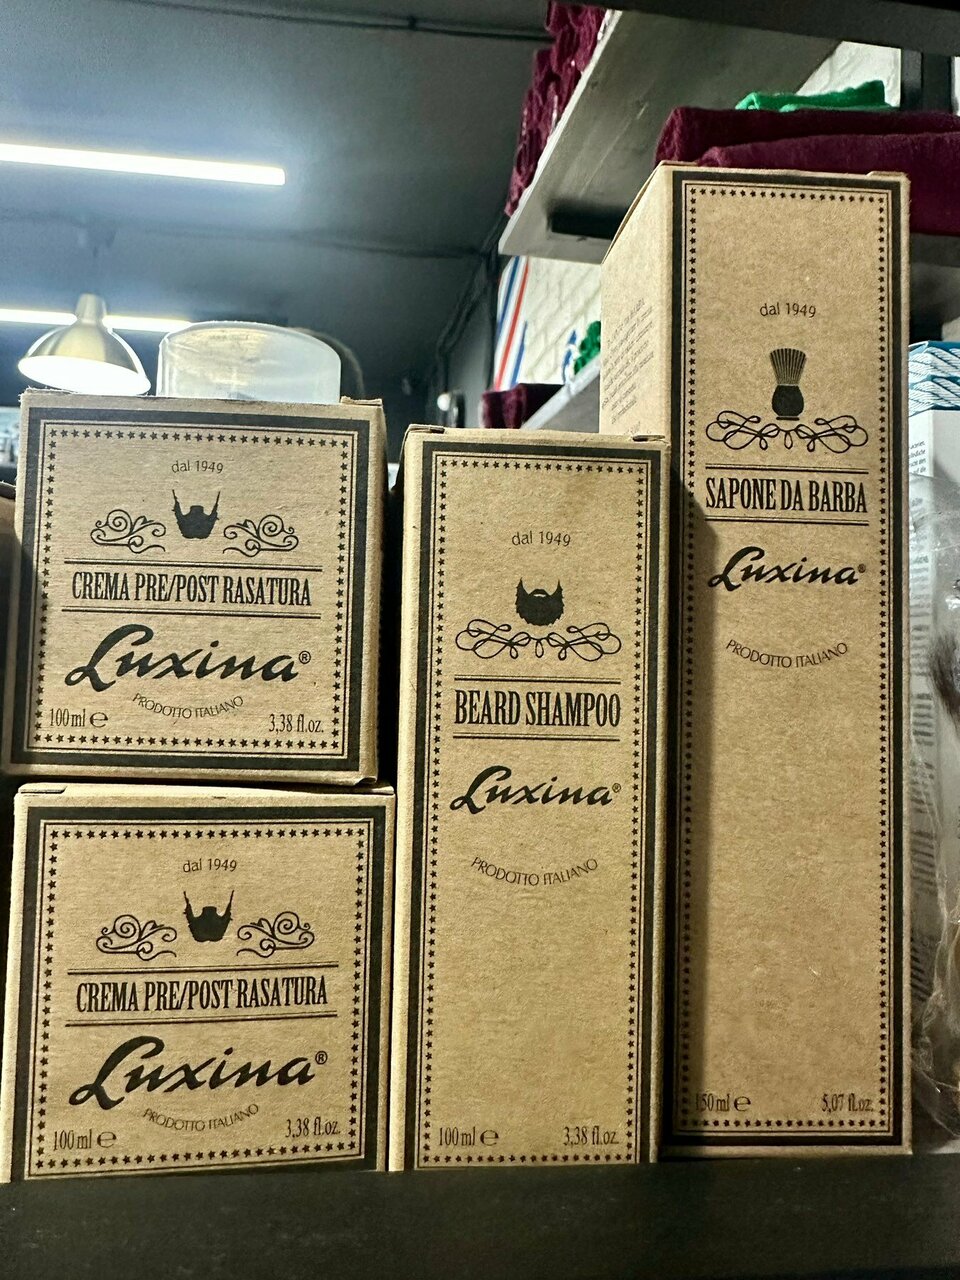 dal 1949
CREMA PRE/POST RASATURA
Luxina®
PRODOTTO ITALIANO
100 ml ℮ 3,38 fl.oz.
dal 1949
CREMA PRE/POST RASATURA
Luxina®
PRODOTTO ITALIANO
100 ml ℮ 3,38 fl.oz.
dal 1949
BEARD SHAMPOO
Luxina®
PRODOTTO ITALIANO
100 ml ℮ 3,38 fl.oz.
dal 1949
SAPONE DA BARBA
Luxina®
PRODOTTO ITALIANO
150 ml ℮ 5,07 fl.oz.